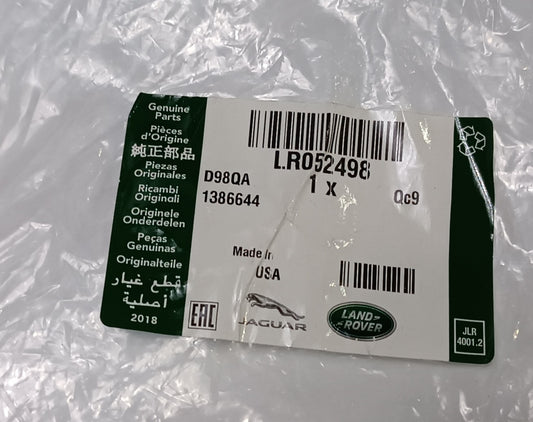 Genuine
Parts
Pièces
d'Origine
純正部品
Piezas
Originales
Ricambi
Originali
Originele
Onderdelen
Peças
Genuinas
Originalteile
قطع غيار
أصلية
2018
LR052498
1 x
D98QA
Qc9
1386644
Made in
USA
EAC
JAGUAR
LAND-
ROVER
JLR
4001.2